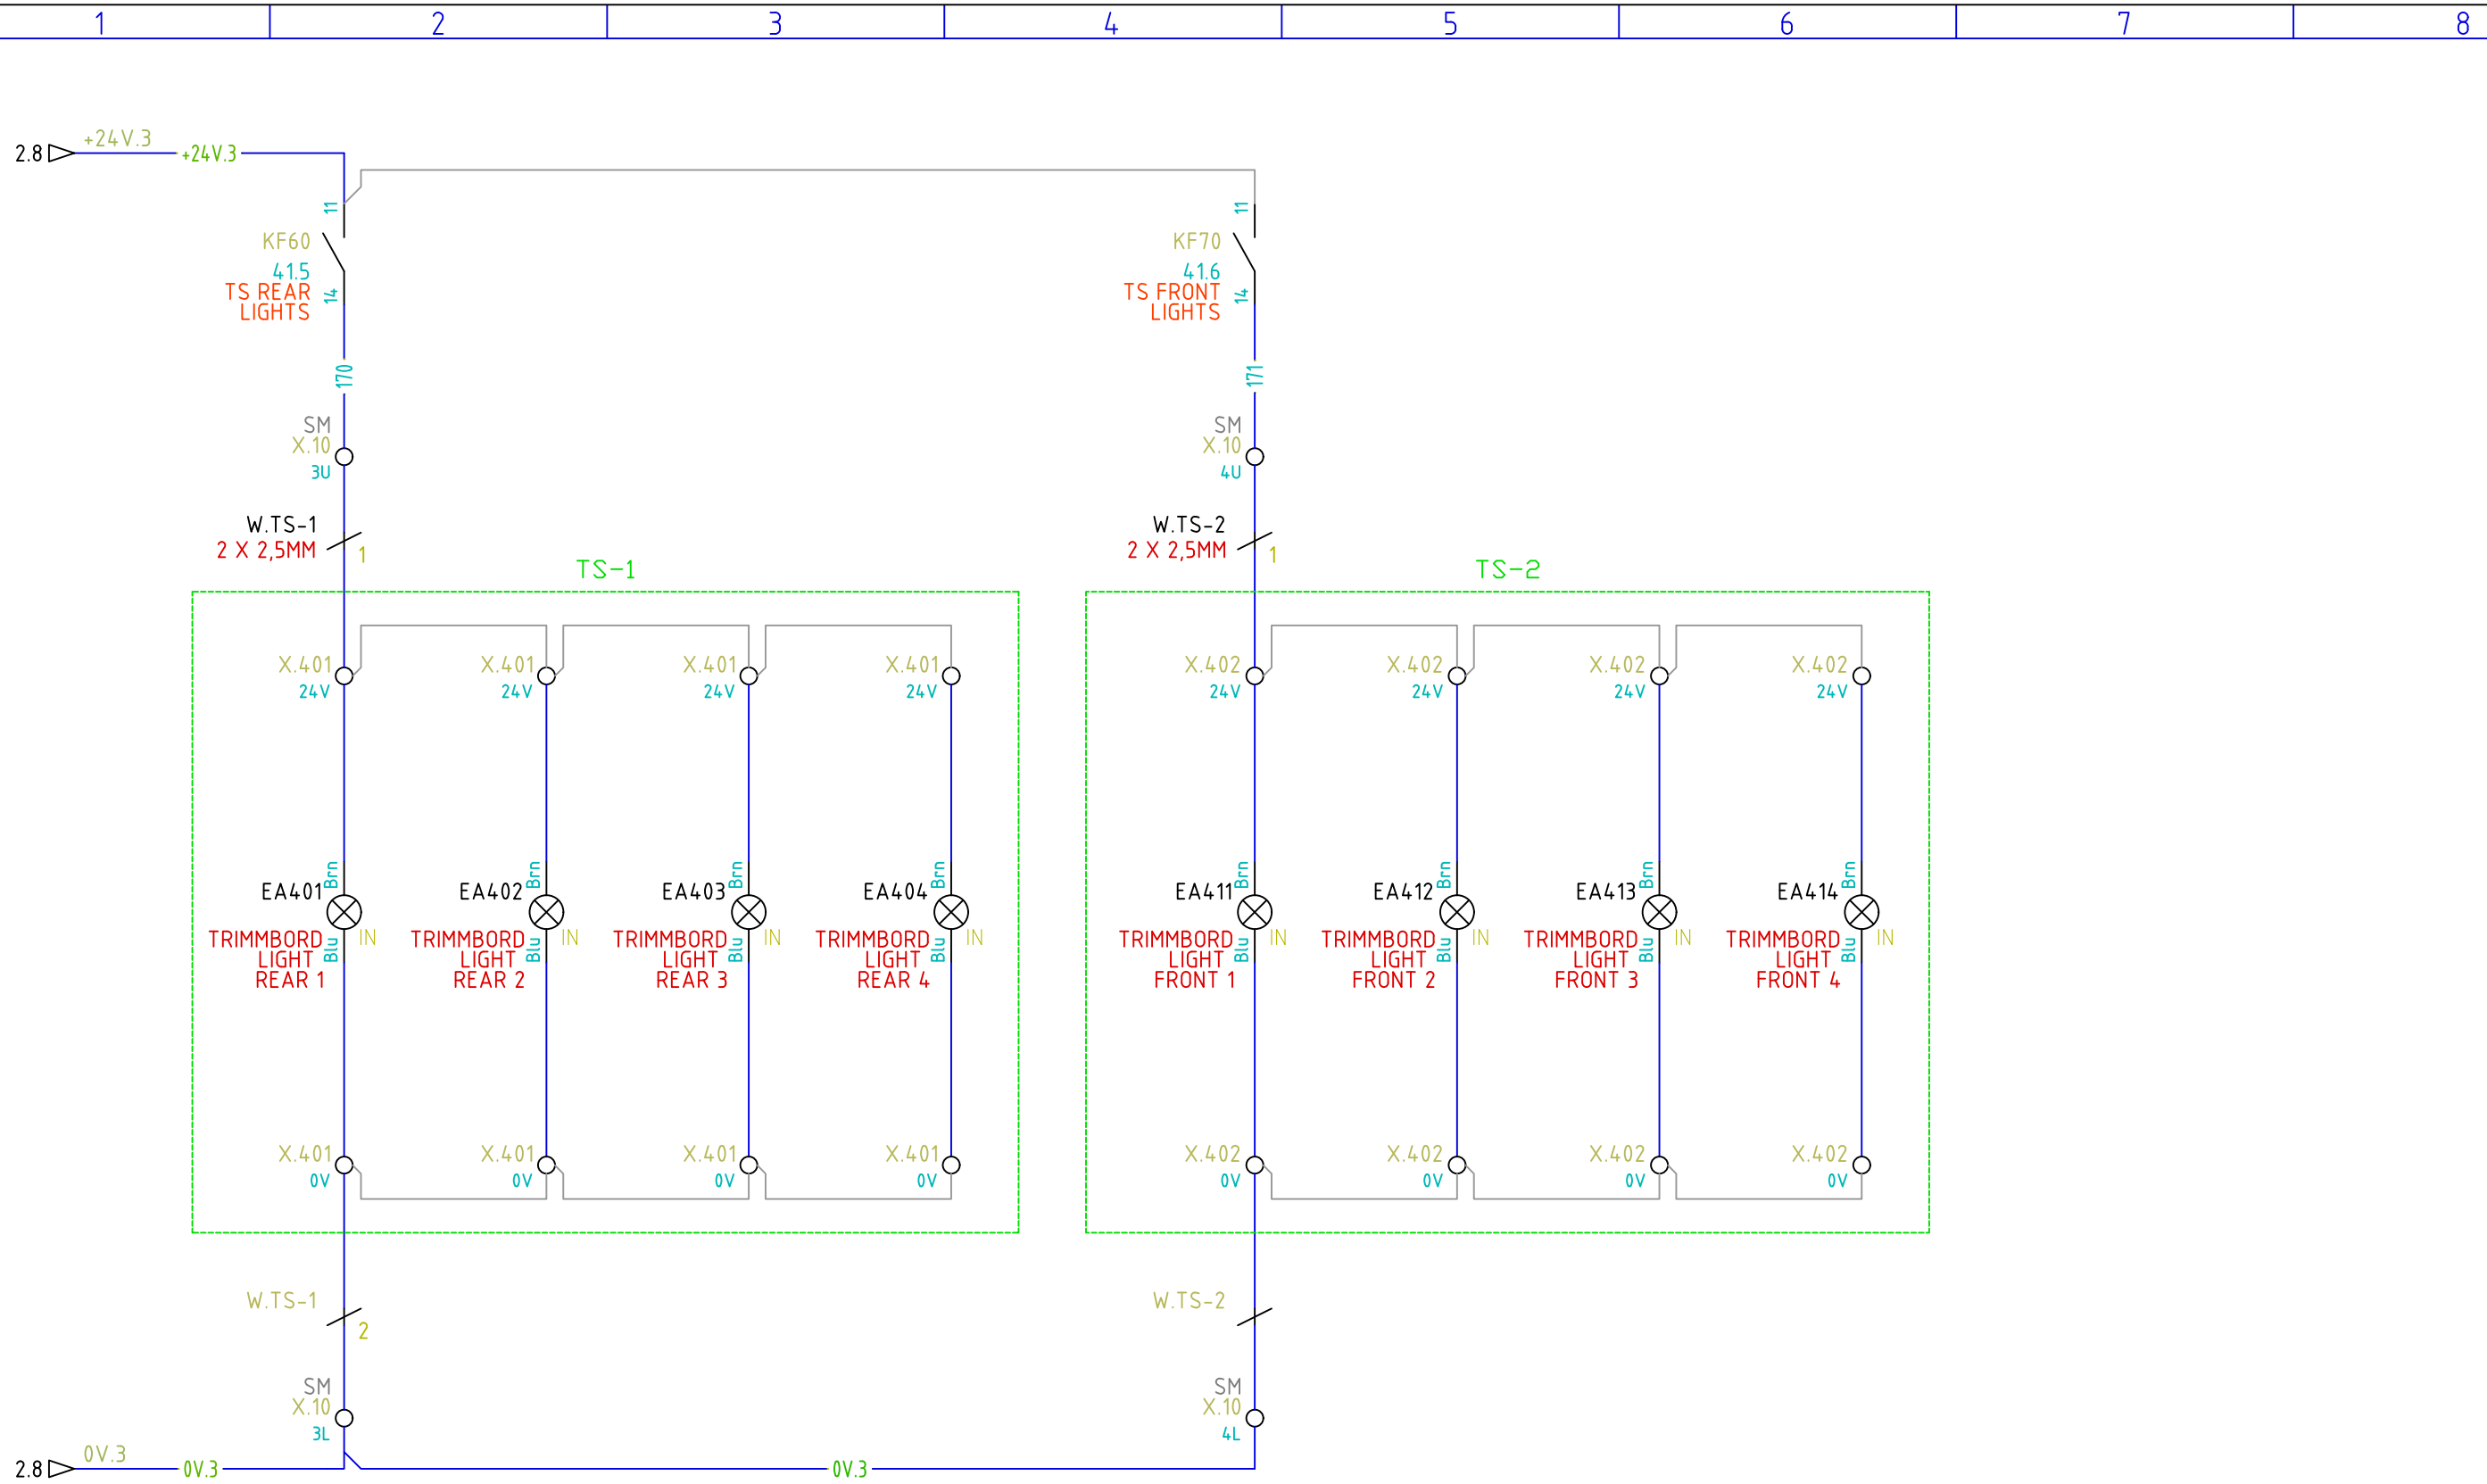 1 2 3 4 5 6 7 8
+24V.3
2.8 +24V.3
11 11
KF60 KF70
41.5 41.6
TS REAR TS FRONT
14 14
LIGHTS LIGHTS
170 171
SM SM
X.10 X.10
3U 4U
W.TS-1 W.TS-2
2 X 2,5MM 1 2 X 2,5MM 1
TS-1 TS-2
X.401 X.401 X.401 X.401 X.402 X.402 X.402 X.402
24V 24V 24V 24V 24V 24V 24V 24V
Brn Brn Brn Brn Brn Brn Brn Brn
EA401 EA402 EA403 EA404 EA411 EA412 EA413 EA414
IN IN IN IN IN IN IN IN
TRIMMBORD TRIMMBORD TRIMMBORD TRIMMBORD TRIMMBORD TRIMMBORD TRIMMBORD TRIMMBORD
Blu Blu Blu Blu Blu Blu Blu Blu
LIGHT LIGHT LIGHT LIGHT LIGHT LIGHT LIGHT LIGHT
REAR 1 REAR 2 REAR 3 REAR 4 FRONT 1 FRONT 2 FRONT 3 FRONT 4
X.401 X.401 X.401 X.401 X.402 X.402 X.402 X.402
0V 0V 0V 0V 0V 0V 0V 0V
W.TS-1 W.TS-2
2
SM SM
X.10 X.10
3L 4L
0V.3
2.8 0V.3 0V.3